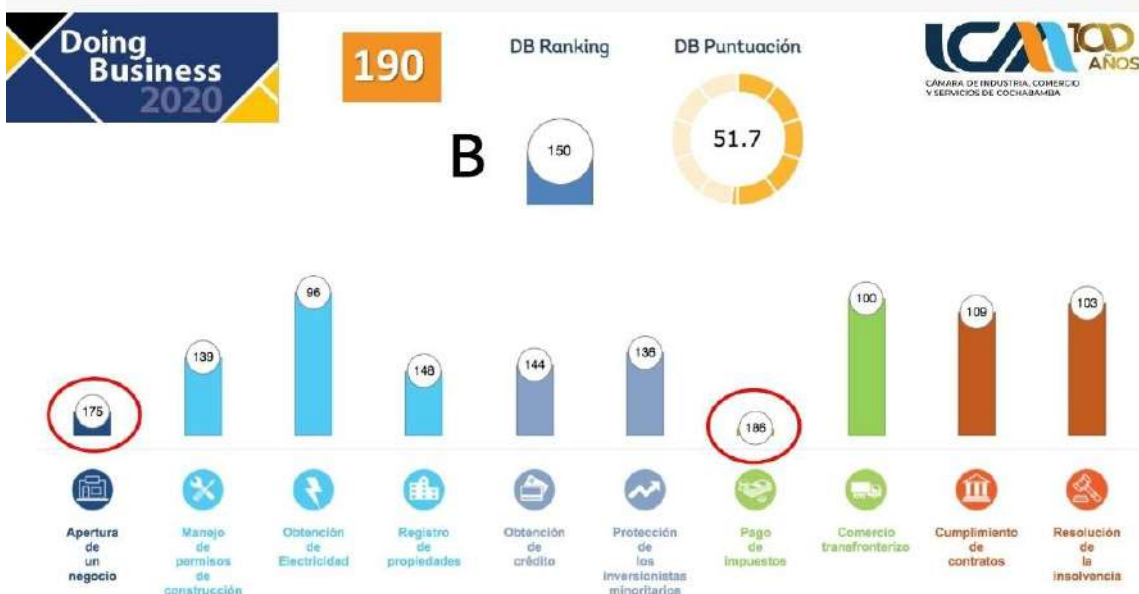 Doing
Business
2020
190
DB Ranking
DB Puntuación
ICAM 100
AÑOS
CÁMARA DE INDUSTRIA, COMERCIO
Y SERVICIOS DE COCHABAMBA
B
150
51.7
175
139
96
148
144
136
186
100
109
103
Apertura
de
un
negocio
Manejo
de
permisos
de
construcción
Obtención
de
Electricidad
Registro
de
propiedades
Obtención
de
crédito
Protección
de
los
inversionistas
minoritarios
Pago
de
impuestos
Comercio
transfronterizo
Cumplimiento
de
contratos
Resolución
de
la
insolvencia